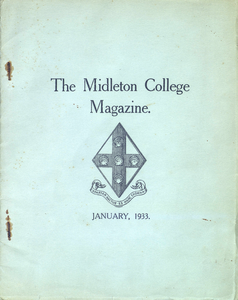 The Midleton College
Magazine.
JANUARY, 1933.